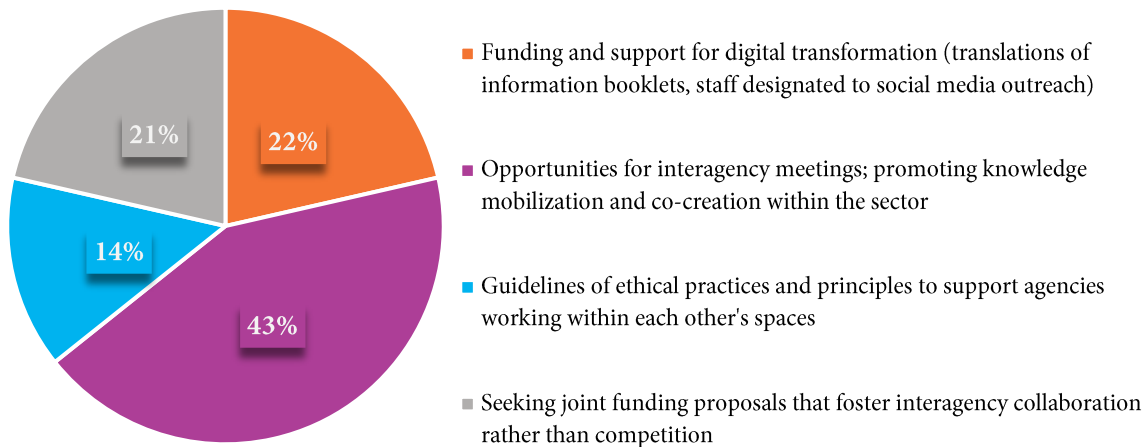 21%
22%
14%
43%
Funding and support for digital transformation (translations of
information booklets, staff designated to social media outreach)
Opportunities for interagency meetings; promoting knowledge
mobilization and co-creation within the sector
Guidelines of ethical practices and principles to support agencies
working within each other's spaces
Seeking joint funding proposals that foster interagency collaboration
rather than competition